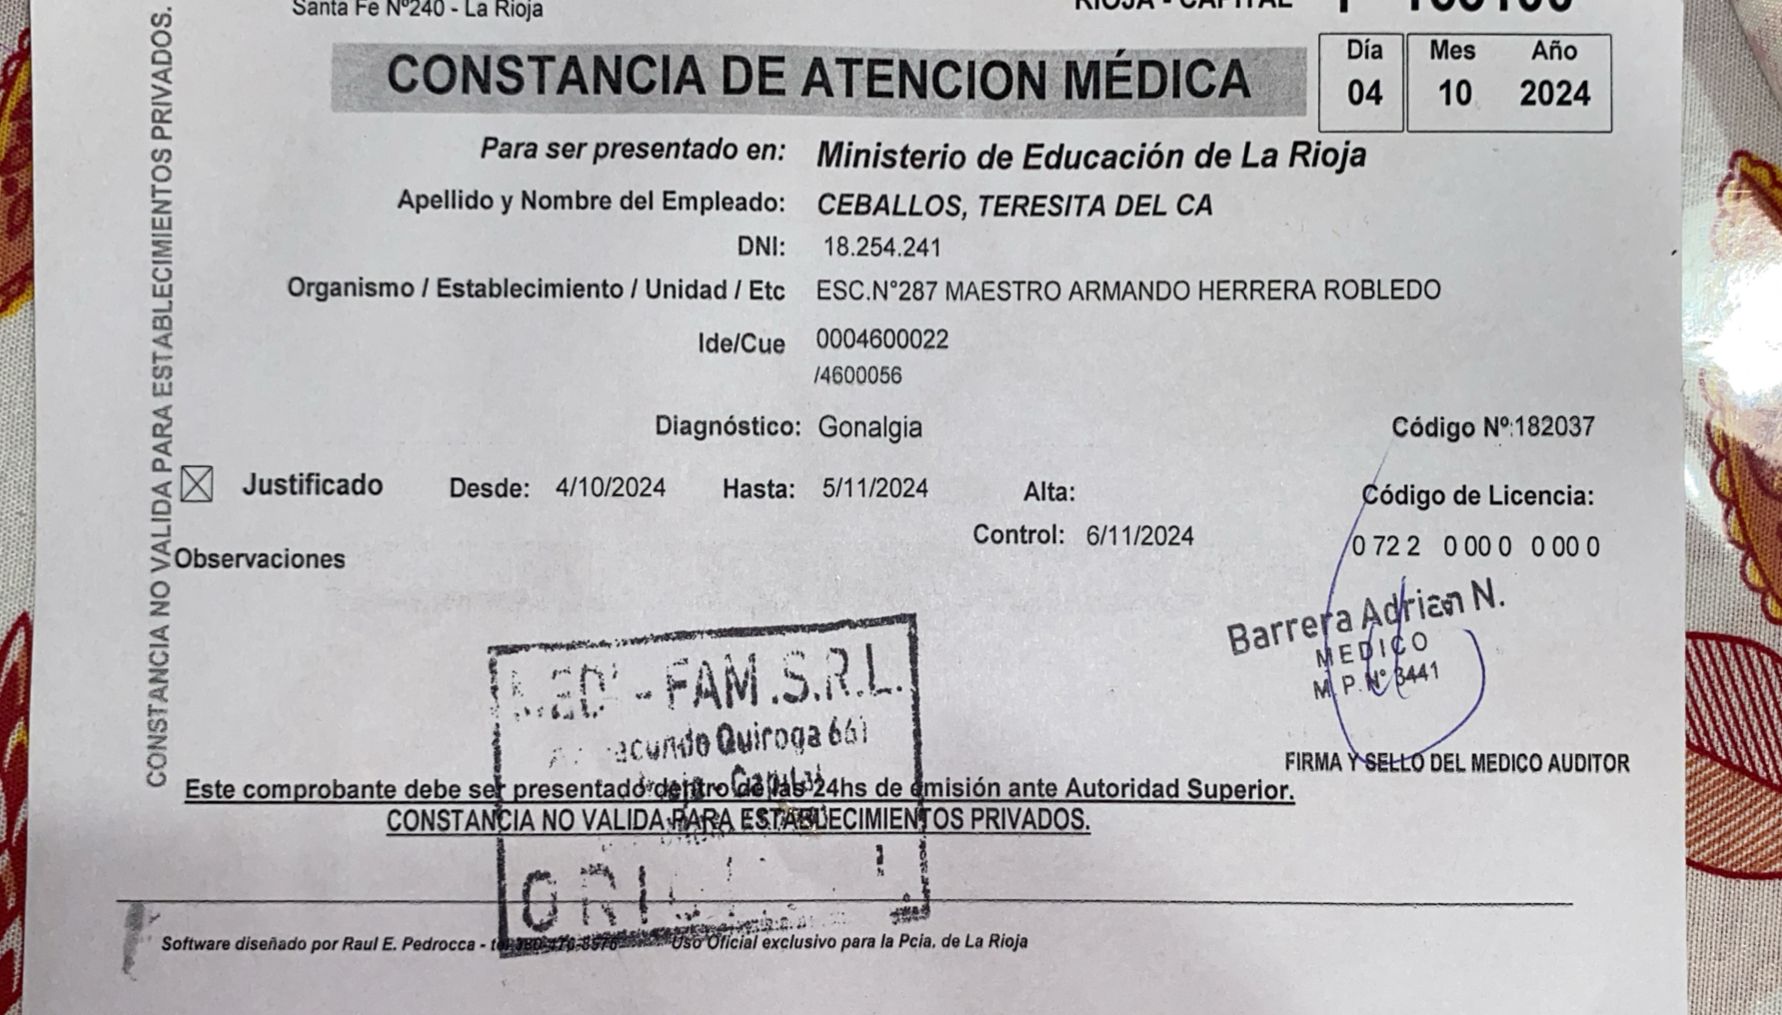 Santa Fe Nº240 - La Rioja
RIOJA - CAPITAL
CONSTANCIA DE ATENCION MÉDICA
Día Mes Año
04 10 2024
Para ser presentado en: Ministerio de Educación de La Rioja
Apellido y Nombre del Empleado: CEBALLOS, TERESITA DEL CA
DNI: 18.254.241
Organismo / Establecimiento / Unidad / Etc ESC.N°287 MAESTRO ARMANDO HERRERA ROBLEDO
Ide/Cue 0004600022
/4600056
Diagnóstico: Gonalgia
Código Nº:182037
Justificado Desde: 4/10/2024 Hasta: 5/11/2024 Alta:
Código de Licencia:
Control: 6/11/2024
0 72 2 0 00 0 0 00 0
Observaciones
Barrera Adrian N.
MEDICO
M.P.N° 3441
FIRMA Y SELLO DEL MEDICO AUDITOR
- FAM.S.R.L.
Quiroga 661
Este comprobante debe ser presentado dentro de las 24hs de emisión ante Autoridad Superior.
CONSTANCIA NO VALIDA PARA ESTABLECIMIENTOS PRIVADOS.
Software diseñado por Raul E. Pedrocca - Uso Oficial exclusivo para la Pcia. de La Rioja
CONSTANCIA NO VALIDA PARA ESTABLECIMIENTOS PRIVADOS.